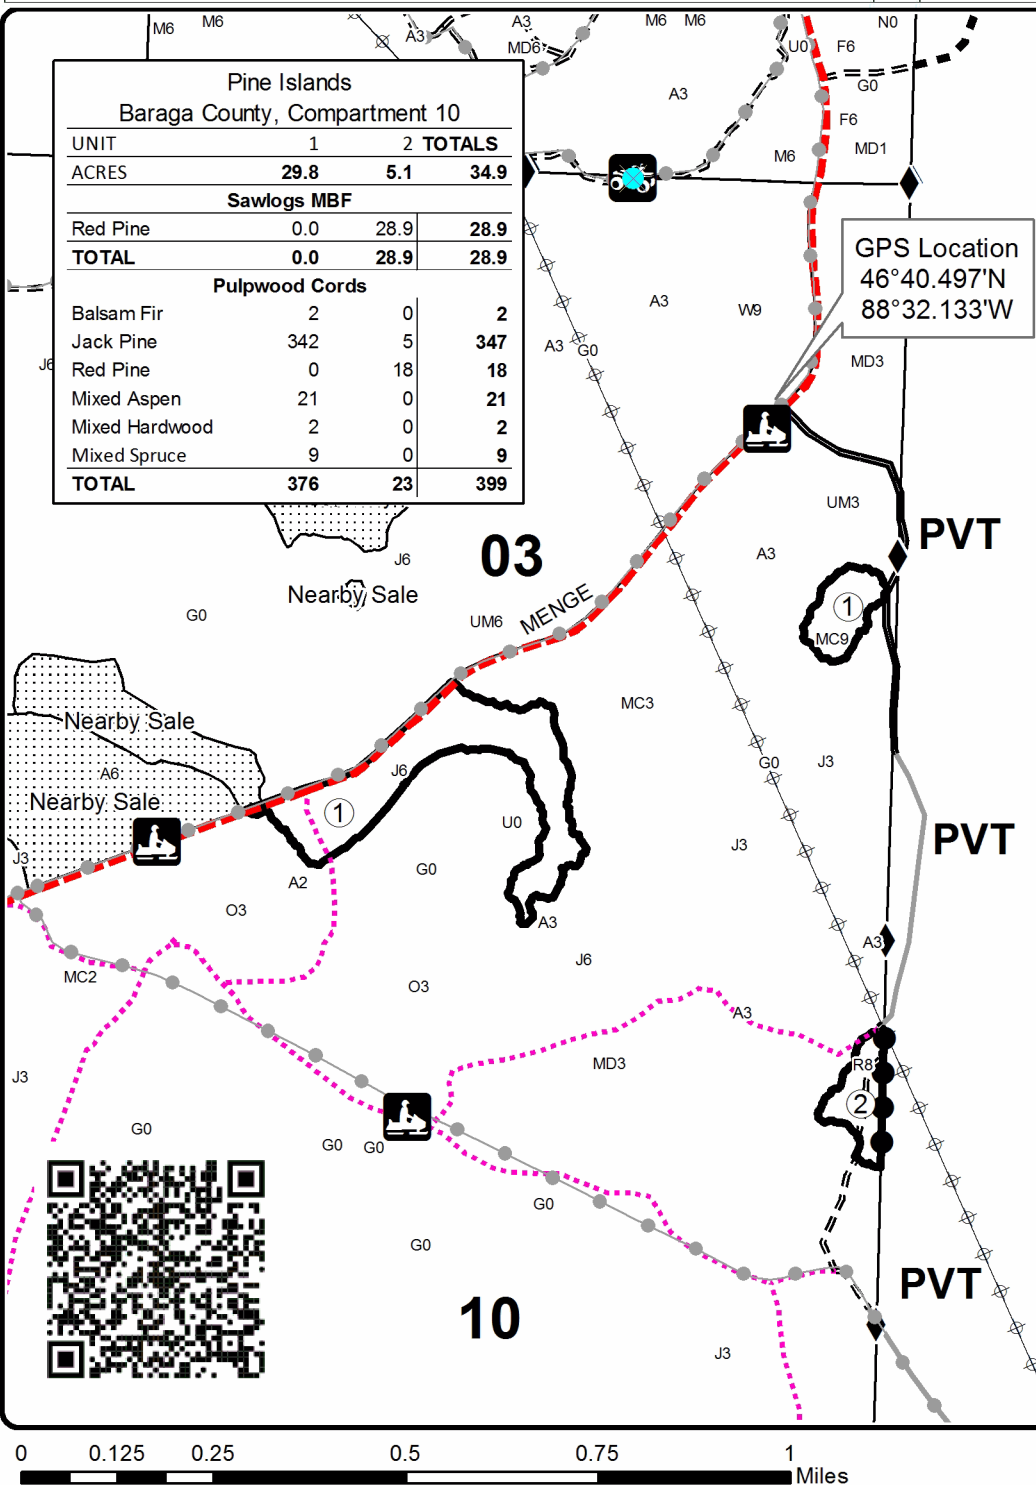 M6
M6
A3
A3
MD6
M6 M6
U0
F6
N0
G0
A3
F6
M6
MD1
Pine Islands
Baraga County, Compartment 10
UNIT 1 2 TOTALS
ACRES 29.8 5.1 34.9
Sawlogs MBF
Red Pine 0.0 28.9 28.9
TOTAL 0.0 28.9 28.9
Pulpwood Cords
Balsam Fir 2 0 2
Jack Pine 342 5 347
Red Pine 0 18 18
Mixed Aspen 21 0 21
Mixed Hardwood 2 0 2
Mixed Spruce 9 0 9
TOTAL 376 23 399
GPS Location
46°40.497'N
88°32.133'W
A3
W9
A3
G0
MD3
J6
UM3
PVT
03
A3
J6
Nearby Sale
G0
UM6
MENGE
1
MC9
MC3
Nearby Sale
G0
J3
A6
J6
Nearby Sale
1
U0
PVT
J3
J3
A2
G0
O3
A3
A3
J6
MC2
O3
A3
MD3
R8
J3
2
G0
G0 G0
G0
G0
PVT
10
J3
0 0.125 0.25 0.5 0.75 1
Miles